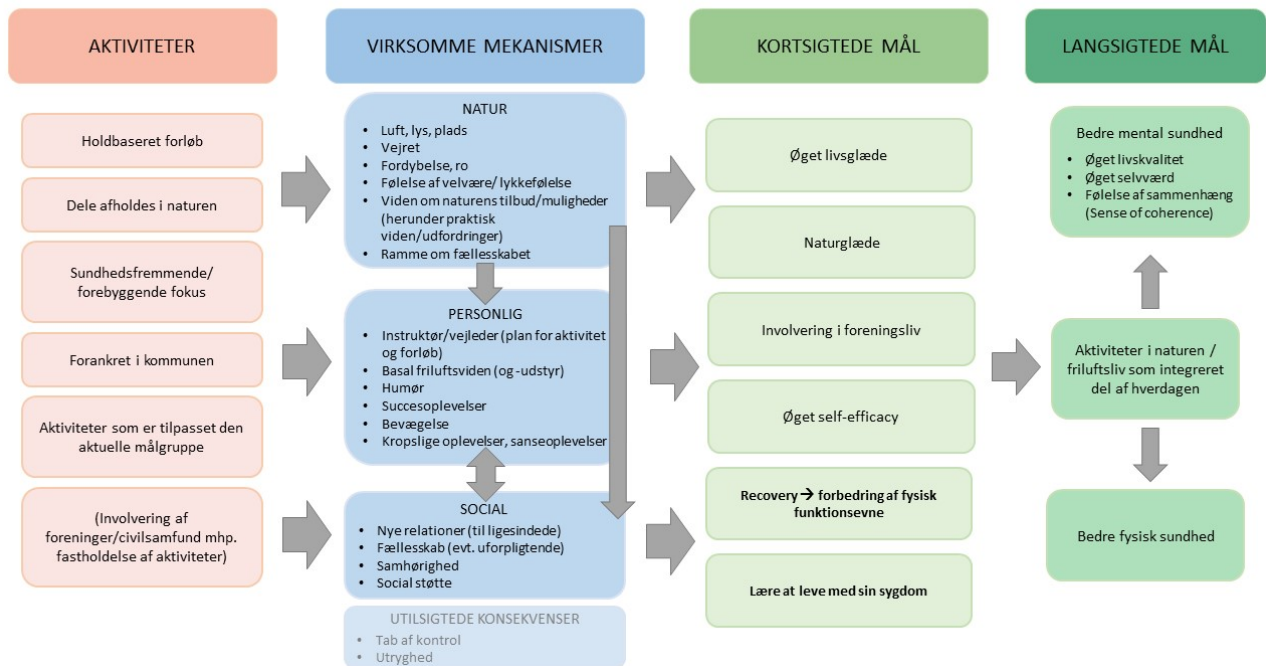 AKTIVITETER
Holdbaseret forløb
Dele afholdes i naturen
Sundhedsfremmende/
forebyggende fokus
Forankret i kommunen
Aktiviteter som er tilpasset den
aktuelle målgruppe
(Involvering af
foreninger/civilsamfund mhp.
fastholdelse af aktiviteter)
VIRKSOMME MEKANISMER
NATUR
• Luft, lys, plads
• Vejret
• Fordybelse, ro
• Følelse af velvære/ lykkefølelse
• Viden om naturens tilbud/muligheder
(herunder praktisk
viden/udfordringer)
• Ramme om fællesskabet
PERSONLIG
• Instruktør/vejleder (plan for aktivitet
og forløb)
• Basal friluftsviden (og -udstyr)
• Humør
• Succesoplevelser
• Bevægelse
• Kropslige oplevelser, sanseoplevelser
SOCIAL
• Nye relationer (til ligesindede)
• Fællesskab (evt. uforpligtende)
• Samhørighed
• Social støtte
UTILSIGTEDE KONSEKVENSER
• Tab af kontrol
• Utryghed
KORTSIGTEDE MÅL
Øget livsglæde
Naturglæde
Involvering i foreningsliv
Øget self-efficacy
Recovery → forbedring af fysisk
funktionsevne
Lære at leve med sin sygdom
LANGSIGTEDE MÅL
Bedre mental sundhed
• Øget livskvalitet
• Øget selvværd
• Følelse af sammenhæng
(Sense of coherence)
Aktiviteter i naturen /
friluftsliv som integreret
del af hverdagen
Bedre fysisk sundhed